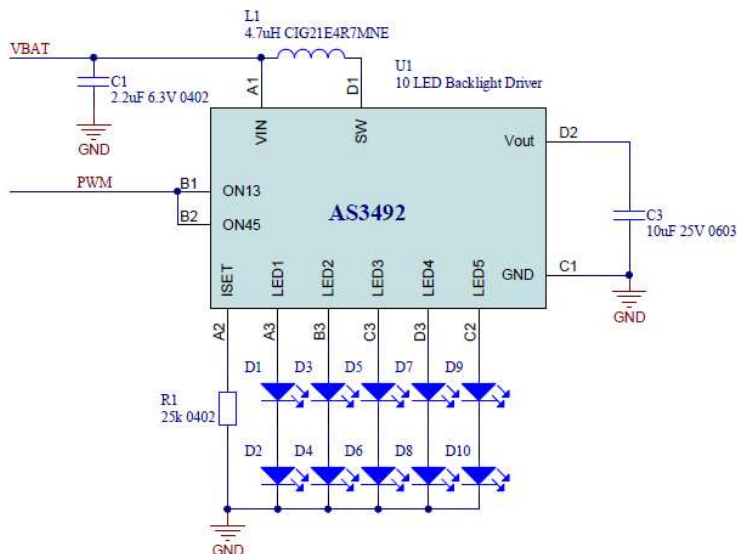 L1
4.7uH CIG21E4R7MNE
VBAT
U1
10 LED Backlight Driver
C1
2.2uF 6.3V 0402
A1
D1
GND
VIN
SW
Vout
D2
PWM
B1
ON13
B2
ON45
AS3492
C3
10uF 25V 0603
ISET
LED1
LED2
LED3
LED4
LED5
GND
C1
GND
A2
A3
B3
C3
D3
C2
D1
D3
D5
D7
D9
R1
25k 0402
D2
D4
D6
D8
D10
GND